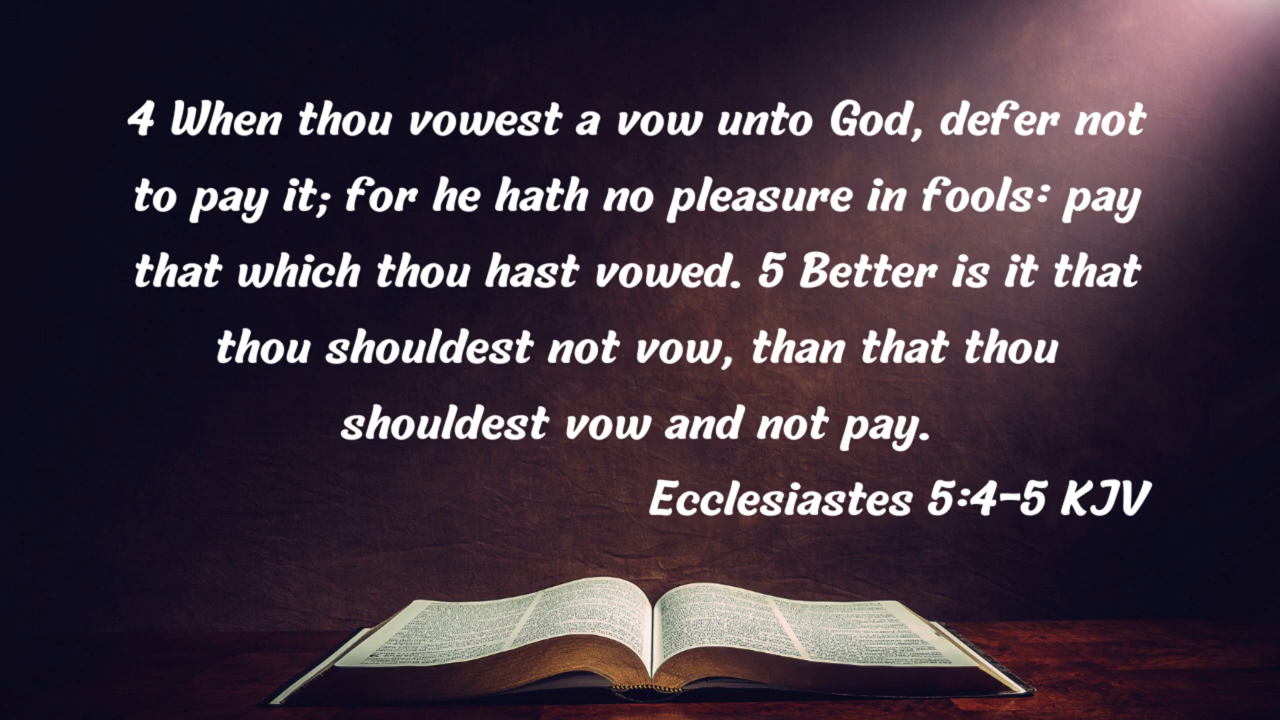 4 When thou vowest a vow unto God, defer not
to pay it; for he hath no pleasure in fools: pay
that which thou hast vowed. 5 Better is it that
thou shouldest not vow, than that thou
shouldest vow and not pay.
Ecclesiastes 5:4-5 KJV